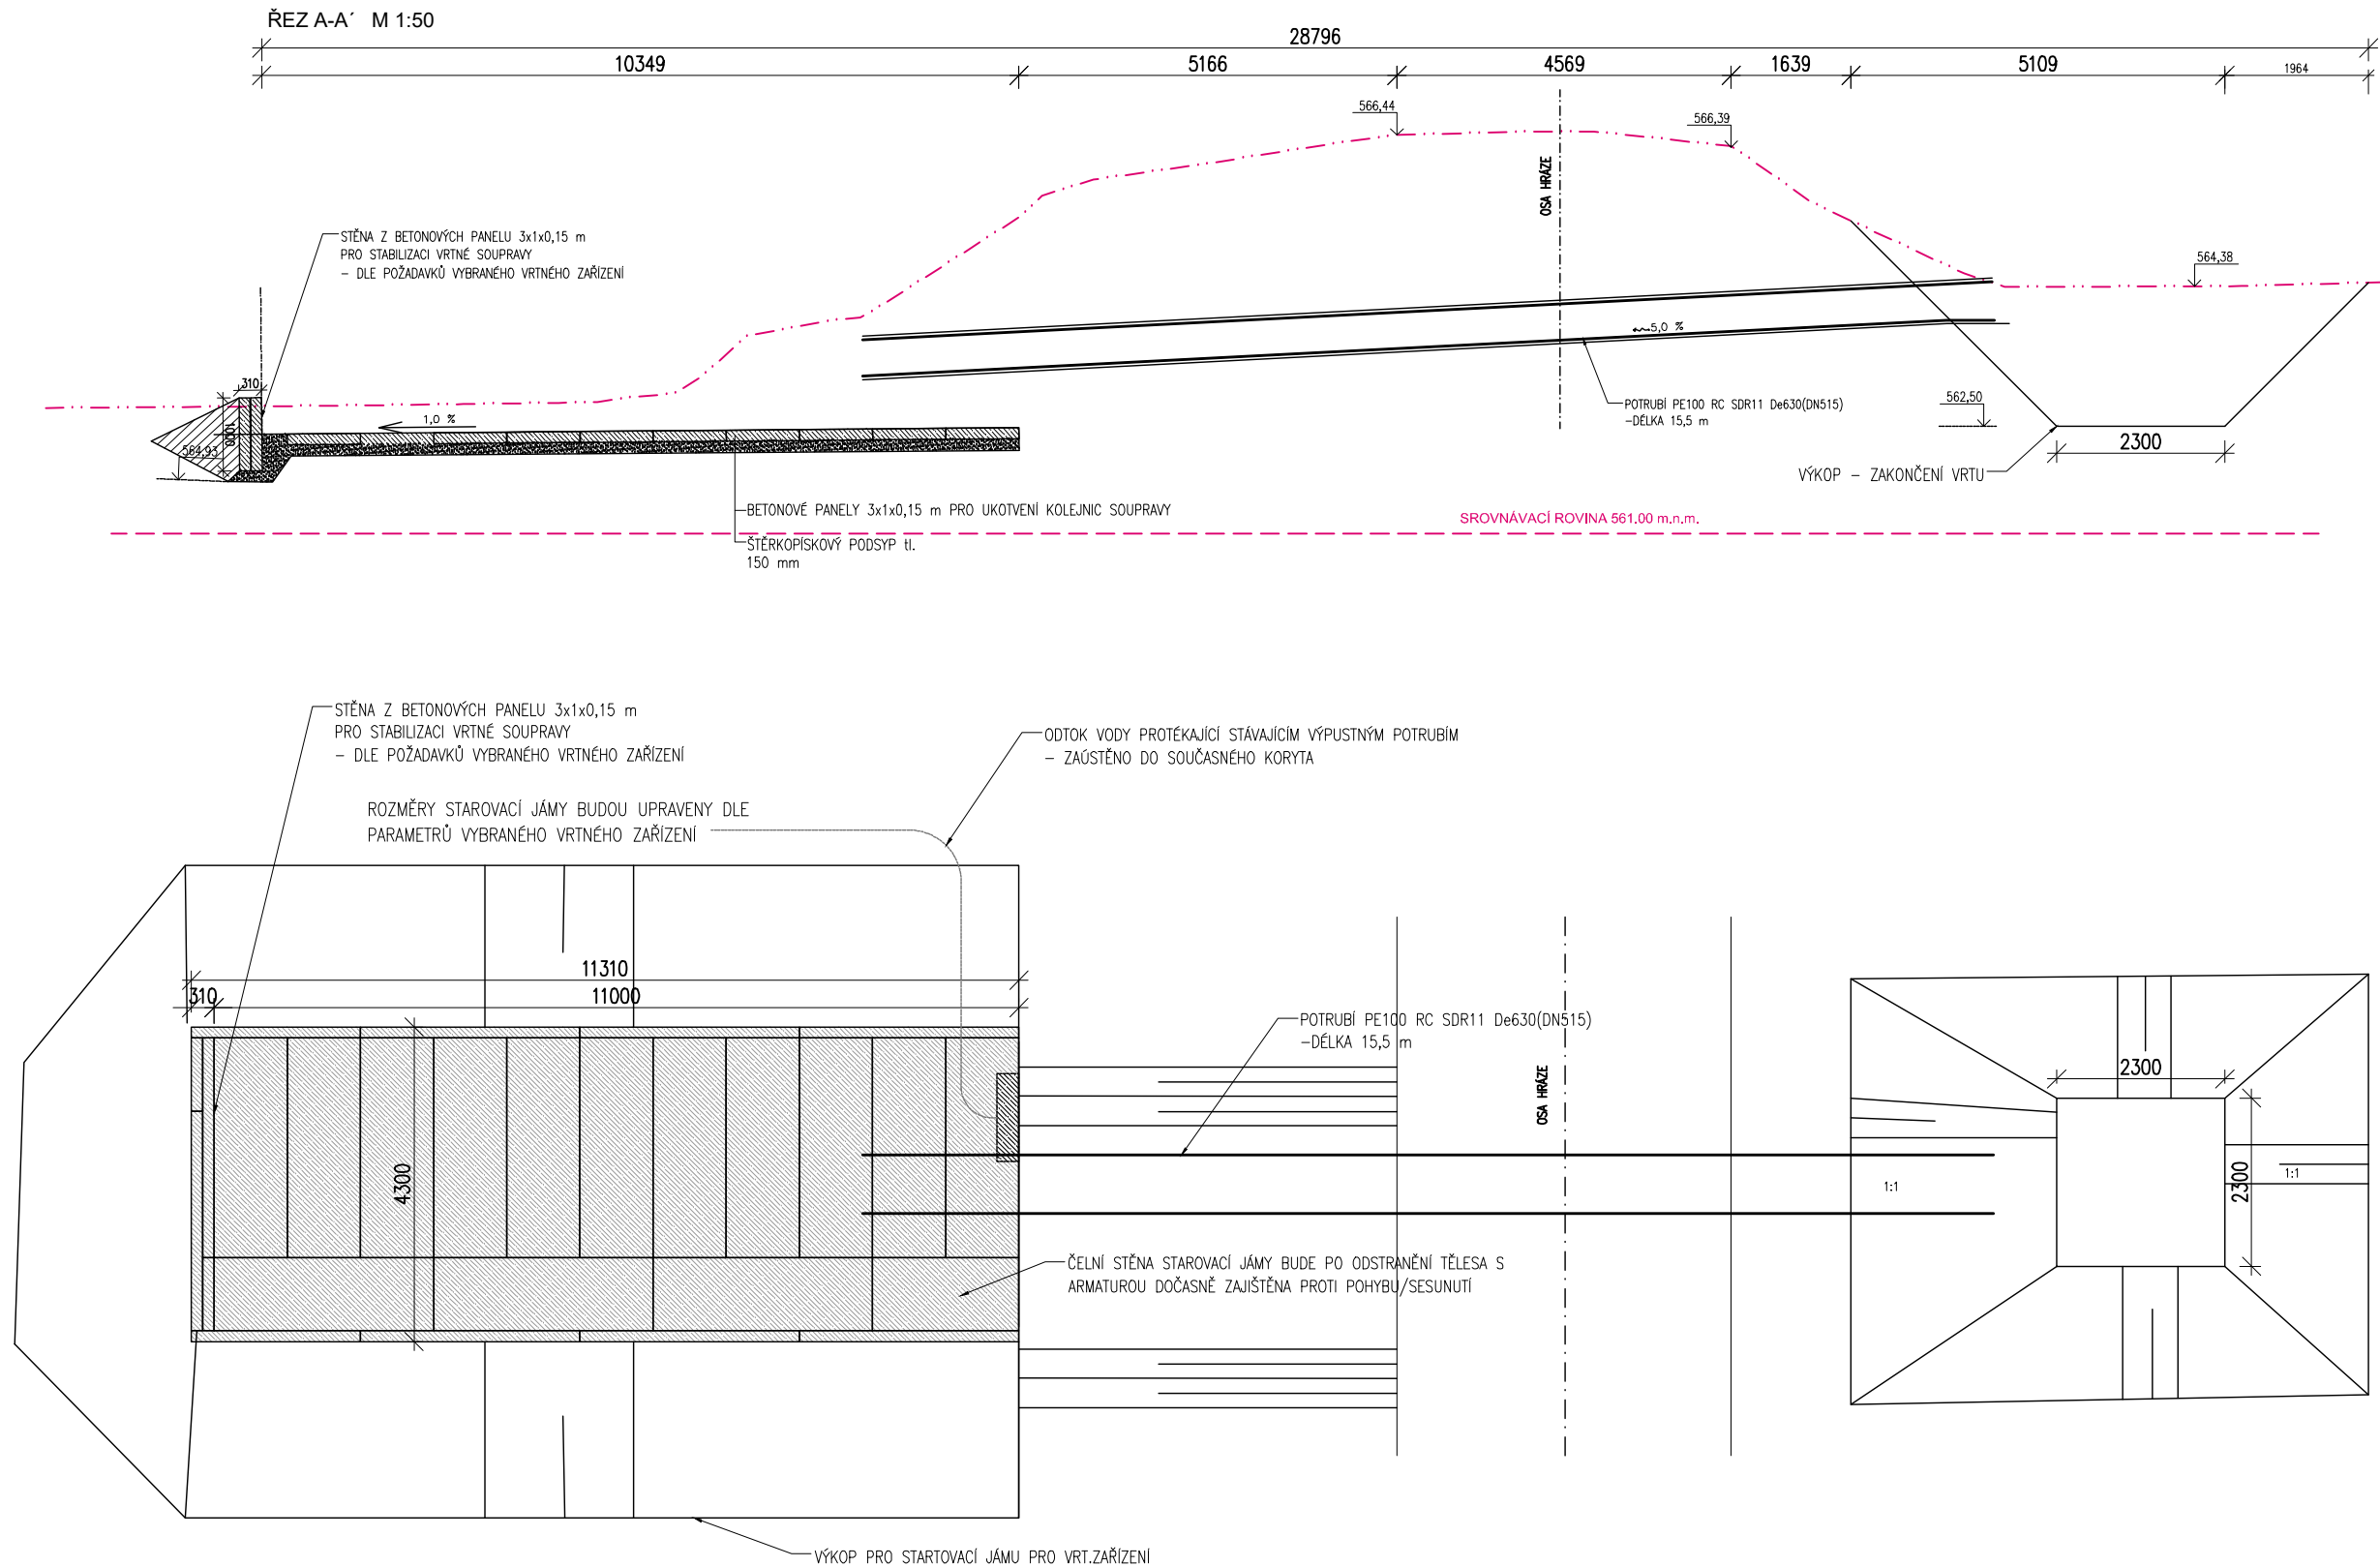 ŘEZ A-A´ M 1:50
28796
10349
5166
4569
1639
5109
1964
566,44
566,39
OSA HRÁZE
STĚNA Z BETONOVÝCH PANELU 3x1x0,15 m
PRO STABILIZACI VRTNÉ SOUPRAVY
– DLE POŽADAVKŮ VYBRANÉHO VRTNÉHO ZAŘÍZENÍ
564,38
5,0 %
310
1000
564,93
1,0 %
POTRUBÍ PE100 RC SDR11 De630(DN515)
–DÉLKA 15,5 m
562,50
2300
VÝKOP – ZAKONČENÍ VRTU
BETONOVÉ PANELY 3x1x0,15 m PRO UKOTVENÍ KOLEJNIC SOUPRAVY
SROVNÁVACÍ ROVINA 561.00 m.n.m.
ŠTĚRKOPÍSKOVÝ PODSYP tl.
150 mm
STĚNA Z BETONOVÝCH PANELU 3x1x0,15 m
PRO STABILIZACI VRTNÉ SOUPRAVY
– DLE POŽADAVKŮ VYBRANÉHO VRTNÉHO ZAŘÍZENÍ
ODTOK VODY PROTÉKAJÍCÍ STÁVAJÍCÍM VÝPUSTNÝM POTRUBÍM
– ZAÚSTĚNO DO SOUČASNÉHO KORYTA
ROZMĚRY STAROVACÍ JÁMY BUDOU UPRAVENY DLE
PARAMETRŮ VYBRANÉHO VRTNÉHO ZAŘÍZENÍ
11310
310
11000
POTRUBÍ PE100 RC SDR11 De630(DN515)
–DÉLKA 15,5 m
OSA HRÁZE
2300
4300
2300
1:1
1:1
ČELNÍ STĚNA STAROVACÍ JÁMY BUDE PO ODSTRANĚNÍ TĚLESA S
ARMATUROU DOČASNĚ ZAJIŠTĚNA PROTI POHYBU/SESUNUTÍ
VÝKOP PRO STARTOVACÍ JÁMU PRO VRT.ZAŘÍZENÍ